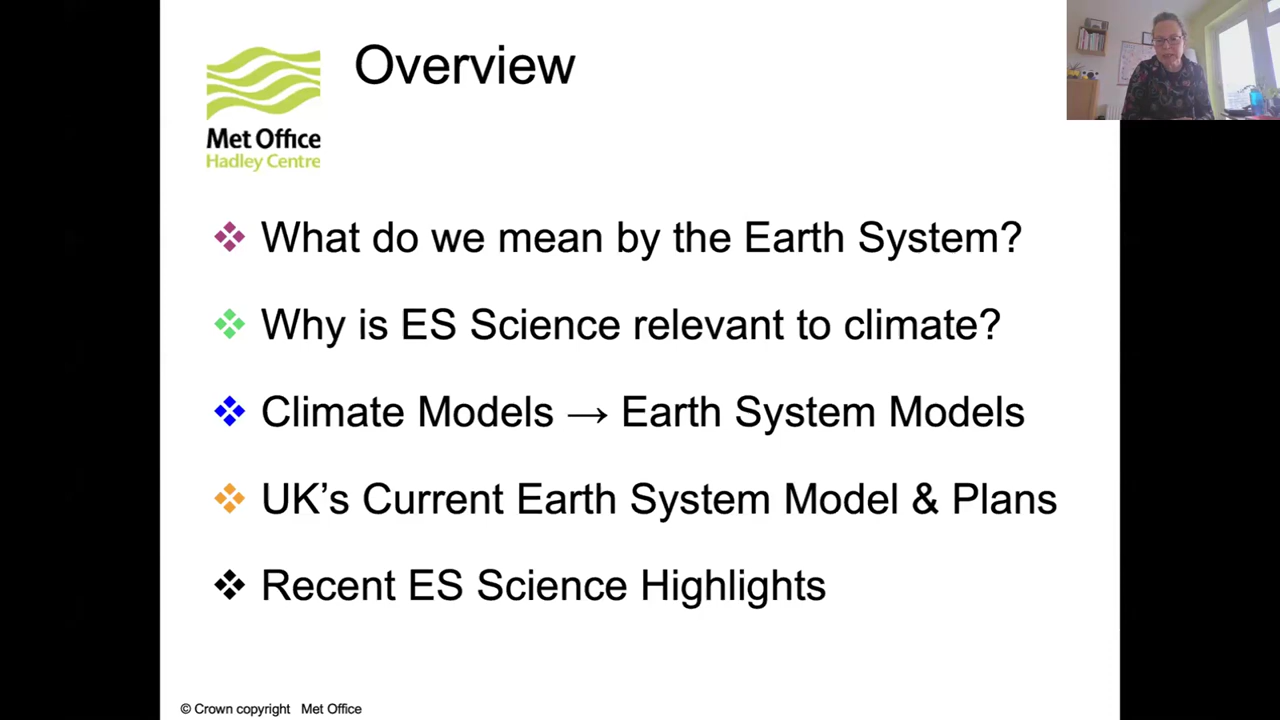 Overview
Met Office
Hadley Centre
What do we mean by the Earth System?
Why is ES Science relevant to climate?
Climate Models → Earth System Models
UK’s Current Earth System Model & Plans
Recent ES Science Highlights
© Crown copyright Met Office